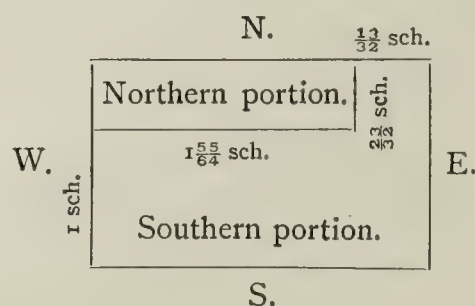 N.
13/32 sch.
Northern portion.
23/32 sch.
1 55/64 sch.
W.
E.
1 sch.
Southern portion.
S.